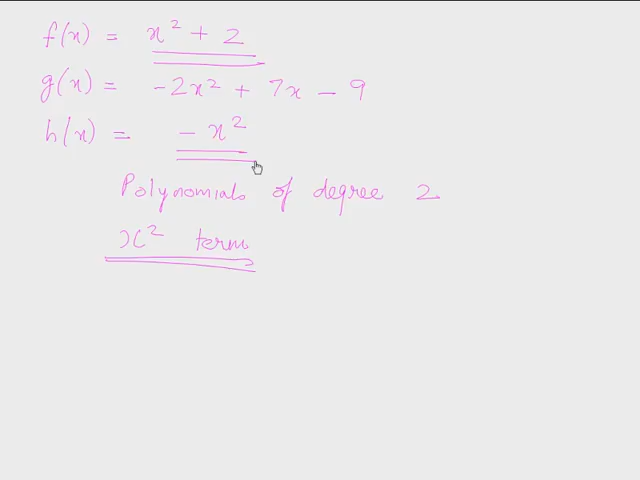 f(x) = x² + 2
g(x) = -2x² + 7x - 9
h(x) = - x²
Polynomials of degree 2
x² term